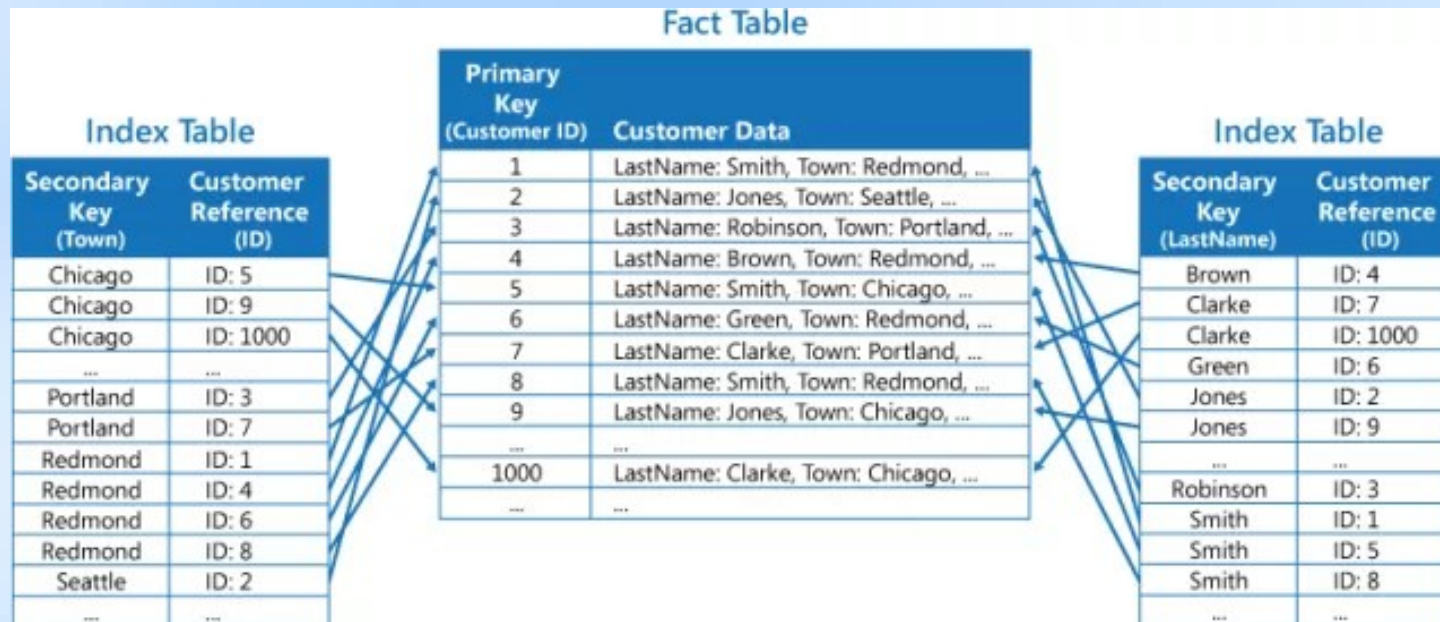 Fact Table
Primary
Key
(Customer ID) Customer Data
1 LastName: Smith, Town: Redmond, ...
2 LastName: Jones, Town: Seattle, ...
3 LastName: Robinson, Town: Portland, ...
4 LastName: Brown, Town: Redmond, ...
5 LastName: Smith, Town: Chicago, ...
6 LastName: Green, Town: Redmond, ...
7 LastName: Clarke, Town: Portland, ...
8 LastName: Smith, Town: Redmond, ...
9 LastName: Jones, Town: Chicago, ...
... ...
1000 LastName: Clarke, Town: Chicago, ...
... ...
Index Table
Secondary Customer
Key Reference
(Town) (ID)
Chicago ID: 5
Chicago ID: 9
Chicago ID: 1000
... ...
Portland ID: 3
Portland ID: 7
Redmond ID: 1
Redmond ID: 4
Redmond ID: 6
Redmond ID: 8
Seattle ID: 2
... ...
Index Table
Secondary Customer
Key Reference
(LastName) (ID)
Brown ID: 4
Clarke ID: 7
Clarke ID: 1000
Green ID: 6
Jones ID: 2
Jones ID: 9
... ...
Robinson ID: 3
Smith ID: 1
Smith ID: 5
Smith ID: 8
... ...